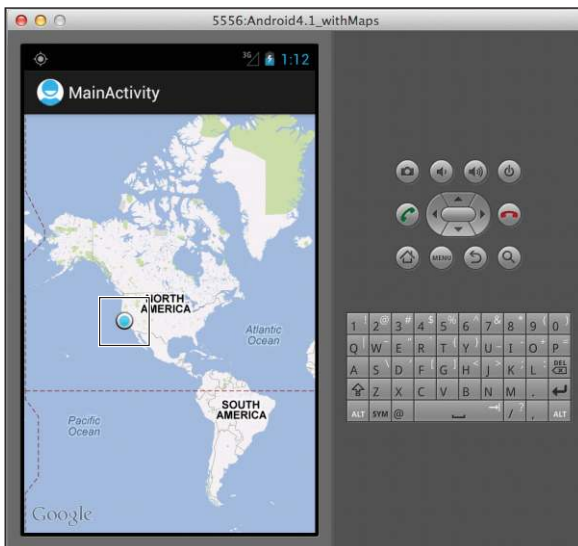 5556:Android4.1_withMaps
3G 1:12
MainActivity
NORTH
AMERICA
Atlantic
Ocean
SOUTH
AMERICA
Pacific
Ocean
Google
MENU
1 ! 2 @ 3 # 4 $ 5 % 6 ^ 7 & 8 * 9 ( 0 )
Q W E R T Y U I O P
A S D F G H J K L DEL
Z X C V B N M .
ALT SYM @ / ? , ALT